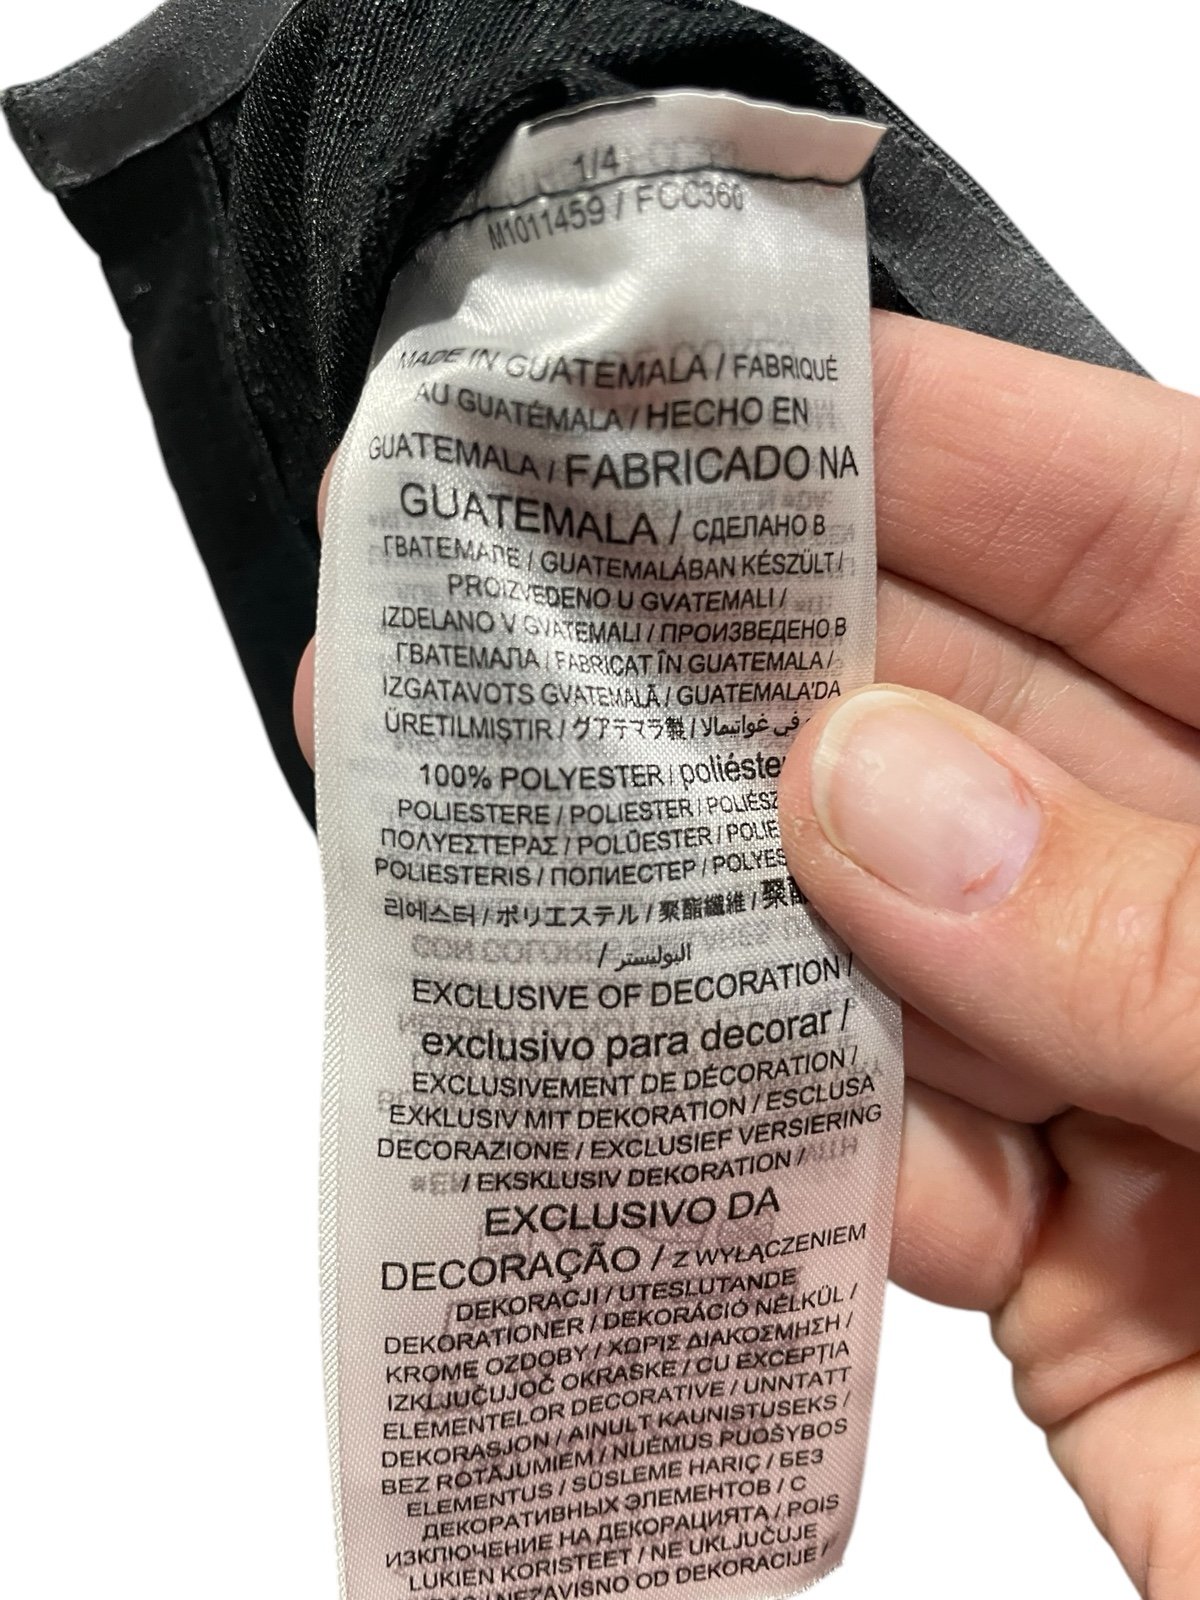 1/4
M1011459 / FCC360
MADE IN GUATEMALA / FABRIQUÉ
AU GUATÉMALA / HECHO EN
GUATEMALA / FABRICADO NA
GUATEMALA / СДЕЛАНО В
ГВАТЕМАЛЕ / GUATEMALÁBAN KÉSZÜLT /
PROIZVEDENO U GVATEMALI /
IZDELANO V GVATEMALI / ПРОИЗВЕДЕНО В
ГВАТЕМАЛА / FABRICAT ÎN GUATEMALA /
IZGATAVOTS GVATEMALĀ / GUATEMALA'DA
ÜRETILMIŞTIR / グアテマラ製 / في غواتيمالا
100% POLYESTER / poliéster
POLIESTERE / POLIESTER / POLIÉSZ
ΠΟΛΥΕΣΤΕΡΑΣ / POLÜESTER / POLIE
POLIESTERIS / ПОЛИЕСТЕР / POLYES
리에스터 / ポリエステル / 聚酯纖維 / 聚酯
البوليستر /
EXCLUSIVE OF DECORATION /
exclusivo para decorar /
EXCLUSIVEMENT DE DÉCORATION /
EXKLUSIV MIT DEKORATION / ESCLUSA
DECORAZIONE / EXCLUSIEF VERSIERING
/ EKSKLUSIV DEKORATION /
EXCLUSIVO DA
DECORAÇÃO / Z WYŁĄCZENIEM
DEKORACJI / UTESLUTANDE
DEKORATIONER / DEKORÁCIÓ NÉLKÜL /
KROME OZDOBY / ΧΩΡΙΣ ΔΙΑΚΟΣΜΗΣΗ /
IZKLJUČUJOČ OKRASKE / CU EXCEPȚIA
ELEMENTELOR DECORATIVE / UNNTATT
DEKORASJON / AINULT KAUNISTUSEKS /
BEZ ROTĀJUMIEM / NUĖMUS PUOŠYBOS
ELEMENTUS / SÜSLEME HARIÇ / БЕЗ
ДЕКОРАТИВНЫХ ЭЛЕМЕНТОВ / С
ИЗКЛЮЧЕНИЕ НА ДЕКОРАЦИЯТА / POIS
LUKIEN KORISTEET / NE UKLJUČUJE
/ NEZAVISNO OD DEKORACIJE /